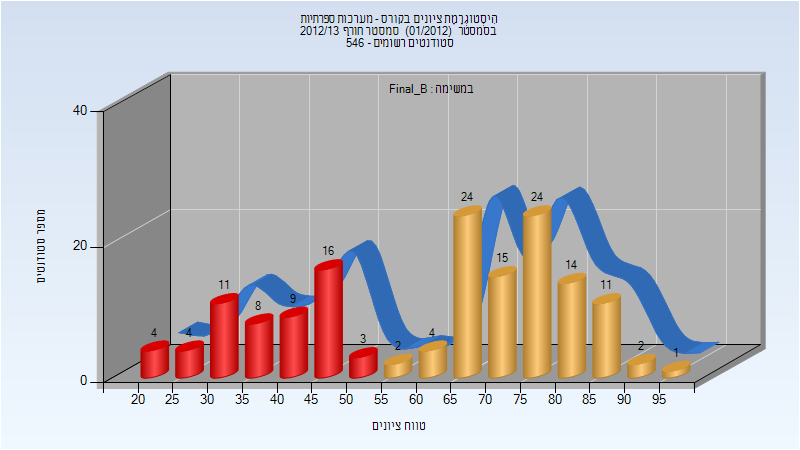 היסטוגרמת ציונים בקורס - מערכות ספרתיות
בסמסטר (01/2012) סמסטר חורף 2012/13
סטודנטים רשומים - 546
במשימה : Final_B
מספר סטודנטים
40
20
0
4 4 11 8 9 16 3 2 4 24 15 24 14 11 2 1
20 25 30 35 40 45 50 55 60 65 70 75 80 85 90 95
טווח ציונים